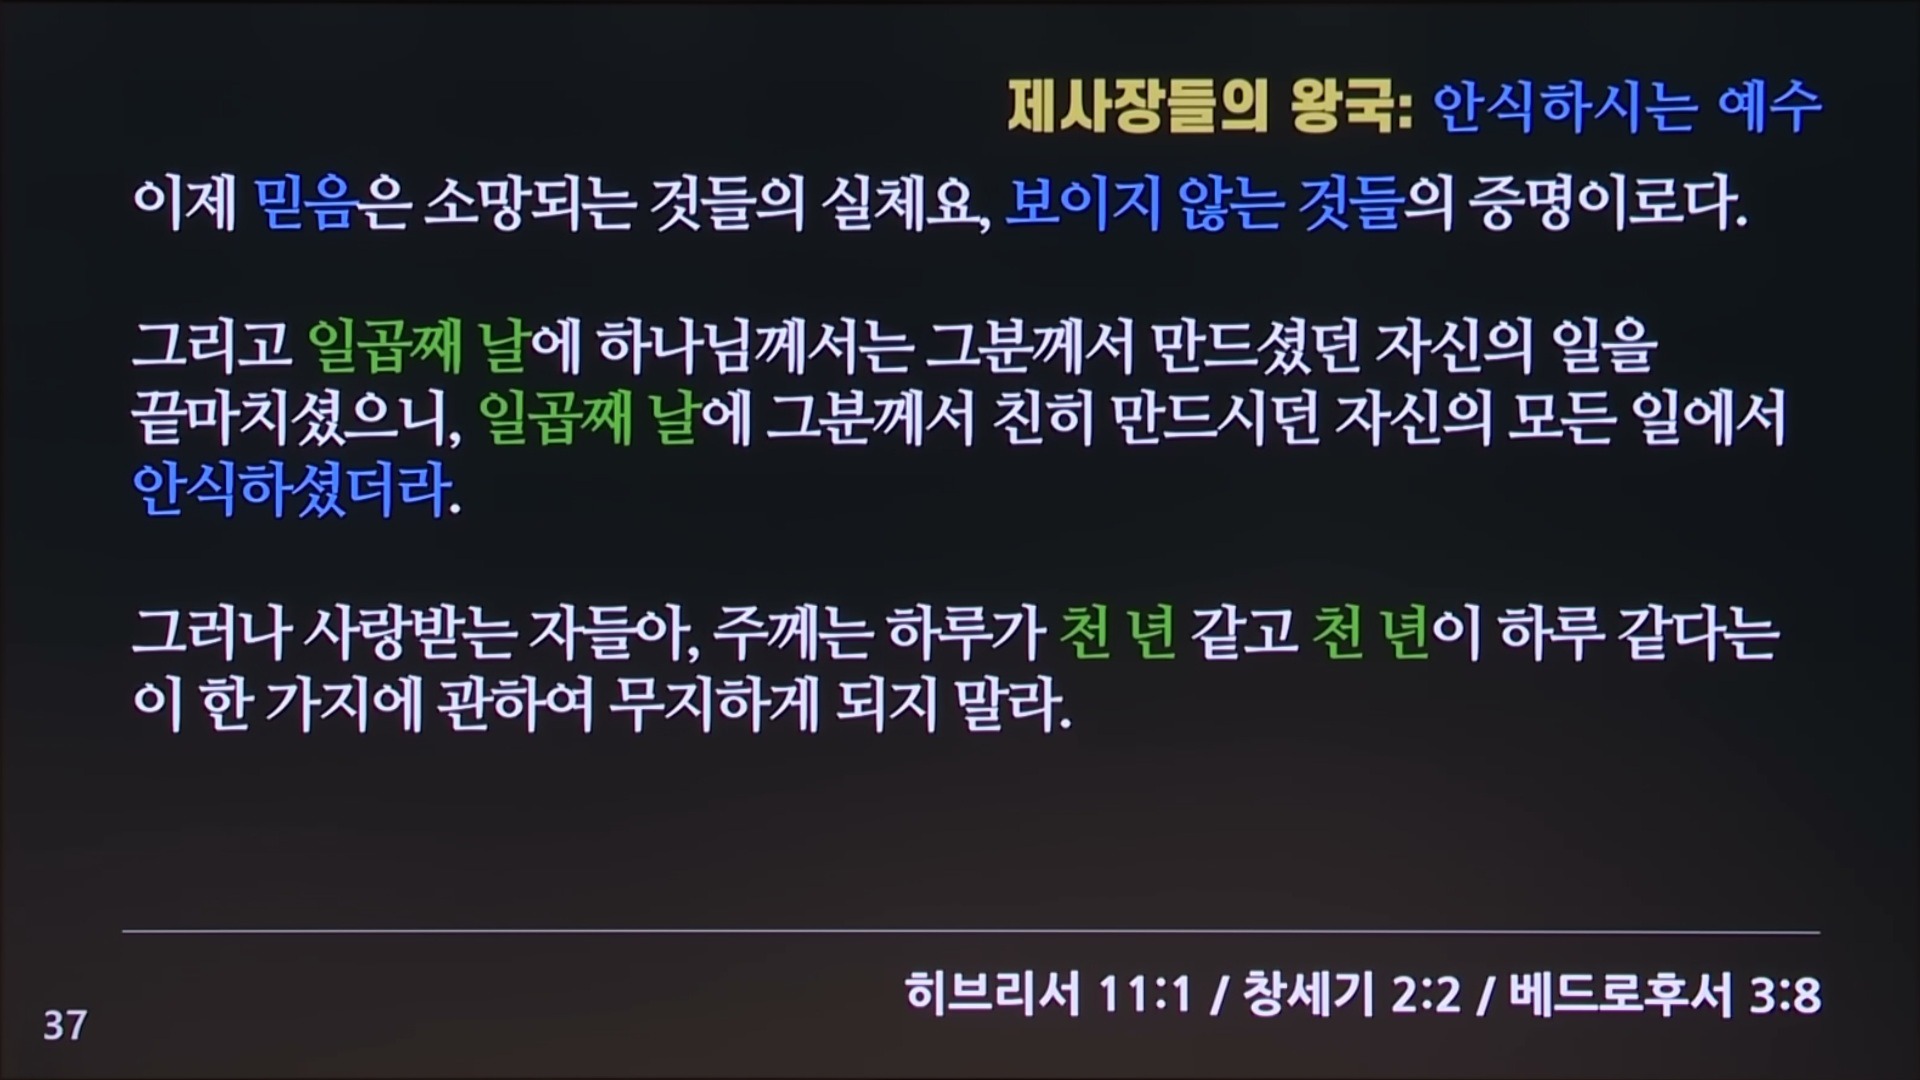 제사장들의 왕국: 안식하시는 예수
이제 믿음은 소망되는 것들의 실체요, 보이지 않는 것들의 증명이로다.
그리고 일곱째 날에 하나님께서는 그분께서 만드셨던 자신의 일을
끝마치셨으니, 일곱째 날에 그분께서 친히 만드시던 자신의 모든 일에서
안식하셨더라.
그러나 사랑받는 자들아, 주께는 하루가 천 년 같고 천 년이 하루 같다는
이 한 가지에 관하여 무지하게 되지 말라.
히브리서 11:1 / 창세기 2:2 / 베드로후서 3:8
37